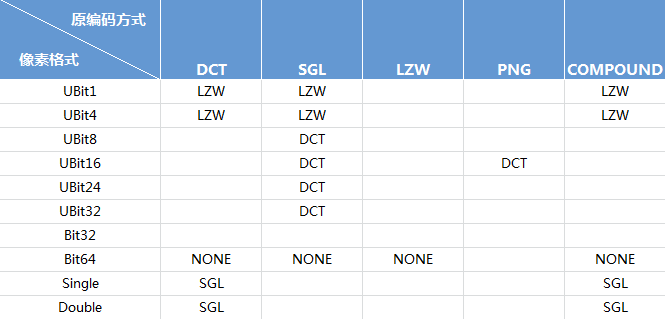 原编码方式
像素格式
DCT SGL LZW PNG COMPOUND
UBit1 LZW LZW LZW
UBit4 LZW LZW LZW
UBit8 DCT
UBit16 DCT DCT
UBit24 DCT
UBit32 DCT
Bit32
Bit64 NONE NONE NONE NONE
Single SGL SGL
Double SGL SGL